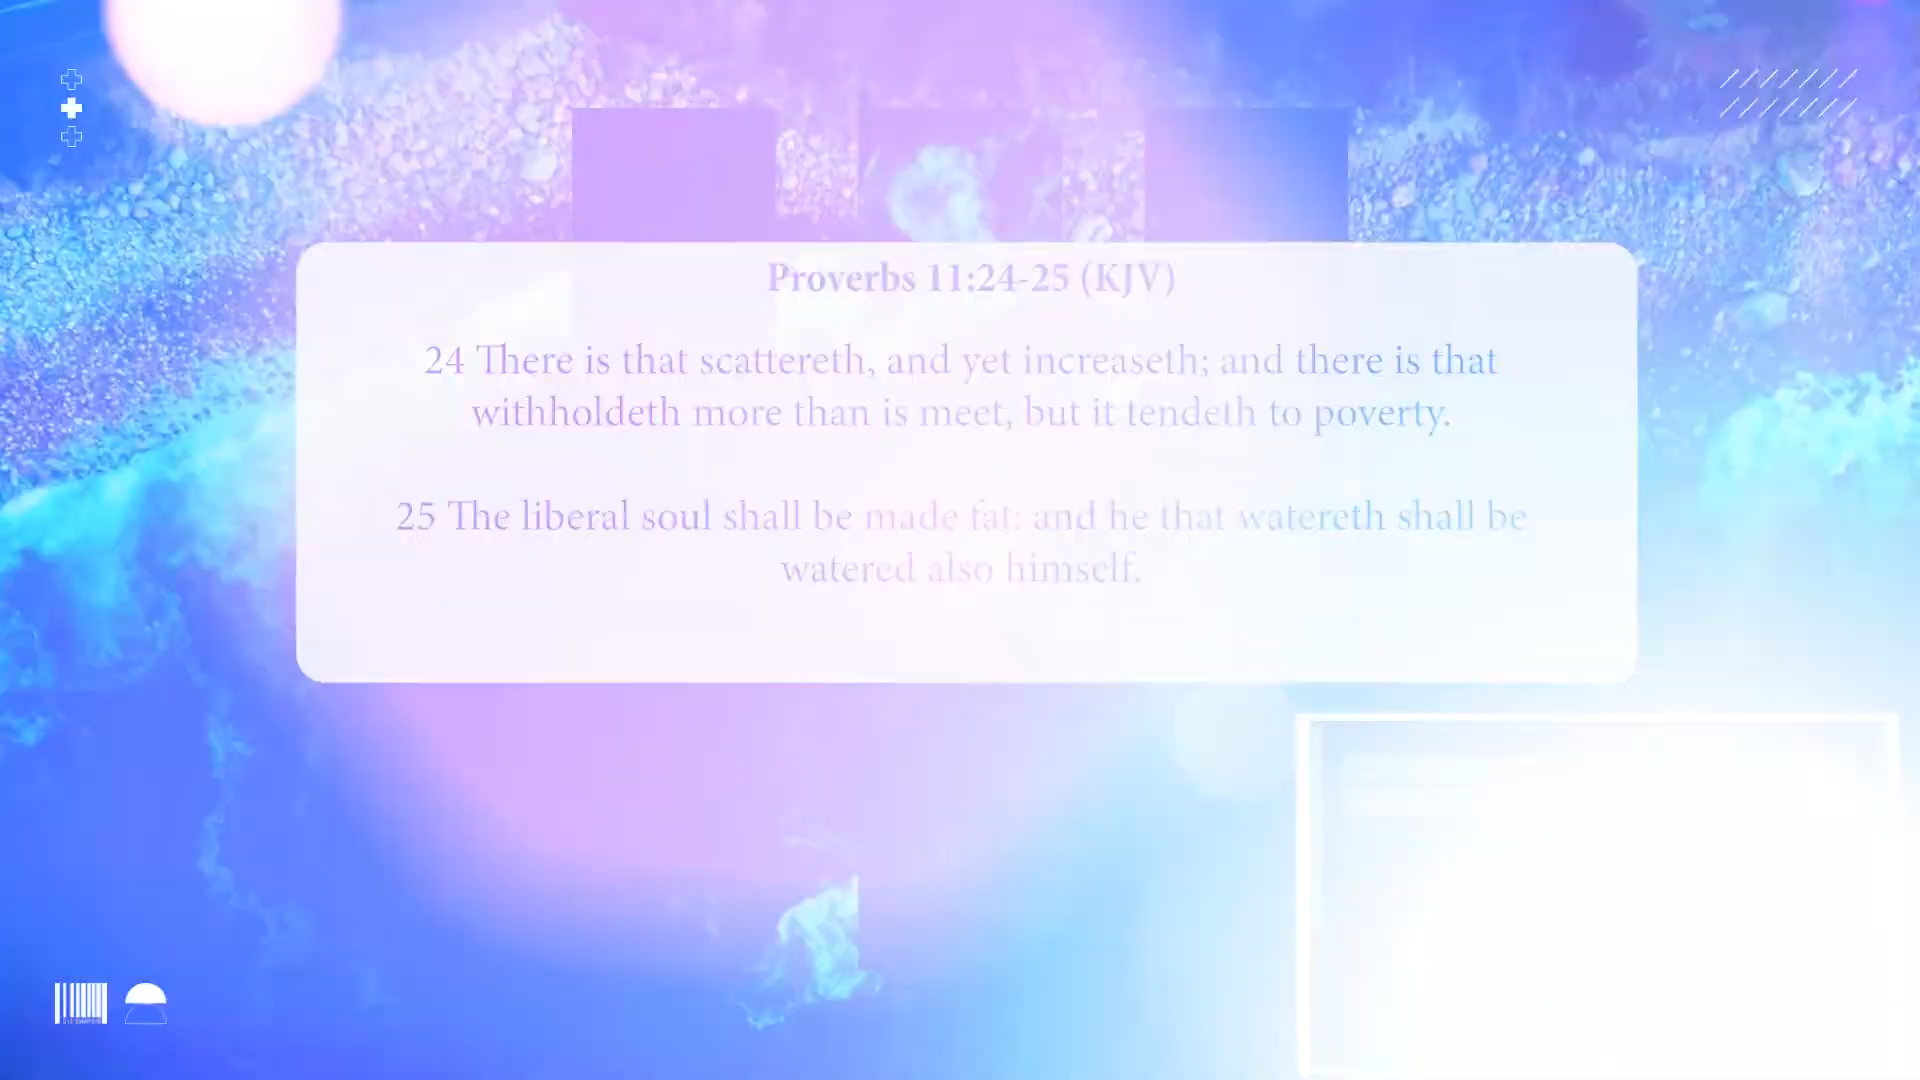 Proverbs 11:24-25 (KJV)
24 There is that scattereth, and yet increaseth; and there is that
withholdeth more than is meet, but it tendeth to poverty.
25 The liberal soul shall be made fat: and he that watereth shall be
watered also himself.